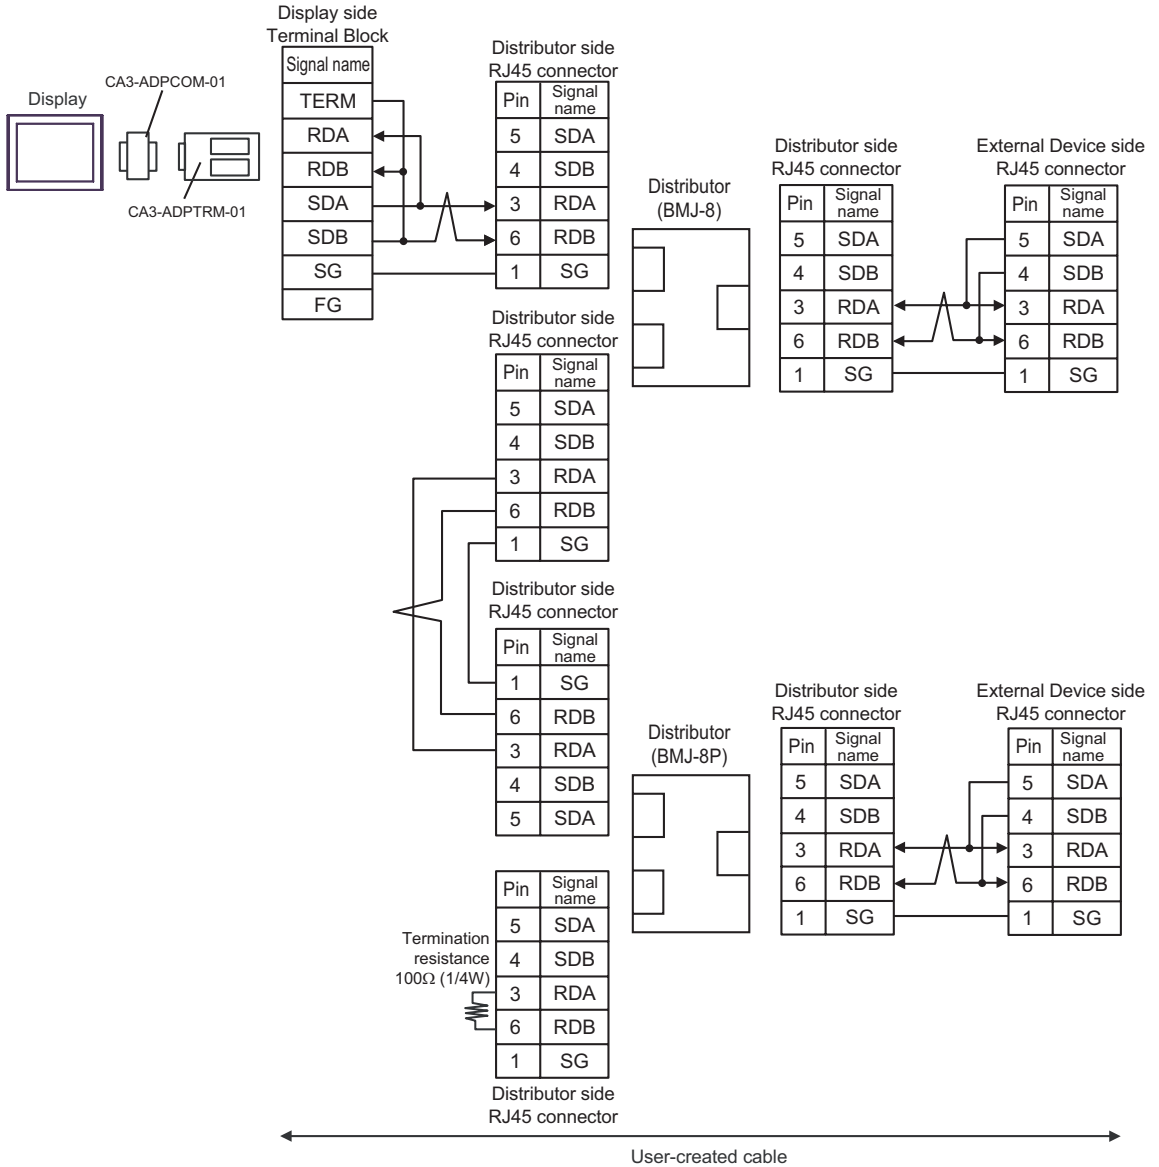 Display side
Terminal Block
Signal name
TERM
RDA
RDB
SDA
SDB
SG
FG
Display
CA3-ADPCOM-01
CA3-ADPTRM-01
Distributor side
RJ45 connector
Pin Signal name
5 SDA
4 SDB
3 RDA
6 RDB
1 SG
Distributor
(BMJ-8)
Distributor side
RJ45 connector
Pin Signal name
5 SDA
4 SDB
3 RDA
6 RDB
1 SG
External Device side
RJ45 connector
Pin Signal name
5 SDA
4 SDB
3 RDA
6 RDB
1 SG
Distributor side
RJ45 connector
Pin Signal name
5 SDA
4 SDB
3 RDA
6 RDB
1 SG
Distributor side
RJ45 connector
Pin Signal name
1 SG
6 RDB
3 RDA
4 SDB
5 SDA
Distributor
(BMJ-8P)
Distributor side
RJ45 connector
Pin Signal name
5 SDA
4 SDB
3 RDA
6 RDB
1 SG
External Device side
RJ45 connector
Pin Signal name
5 SDA
4 SDB
3 RDA
6 RDB
1 SG
Termination
resistance
100Ω (1/4W)
Pin Signal name
5 SDA
4 SDB
3 RDA
6 RDB
1 SG
Distributor side
RJ45 connector
User-created cable